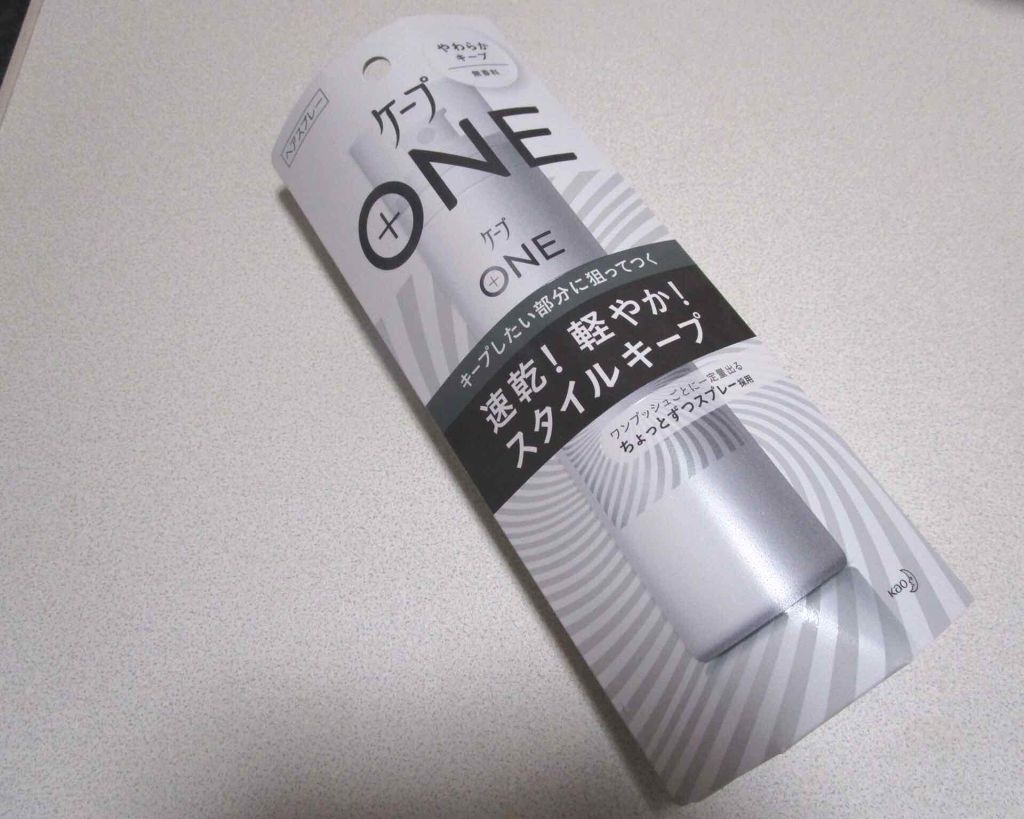 ヘアスプレー
やわらか
キープ
無香料
ケープ
ONE
ケープ
ONE
キープしたい部分に狙ってつく
速乾！軽やか！
スタイルキープ
ワンプッシュごとに一定量出る
ちょっとずつスプレー採用
Kao